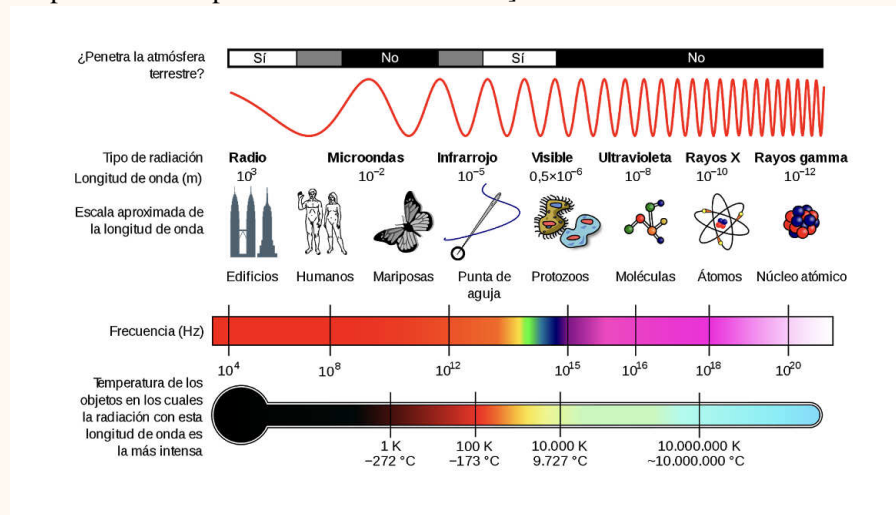 ¿Penetra la atmósfera
terrestre?
Sí
No
Sí
No
Tipo de radiación
Radio
Microondas
Infrarrojo
Visible
Ultravioleta
Rayos X
Rayos gamma
Longitud de onda (m)
10³
10⁻²
10⁻⁵
0,5×10⁻⁶
10⁻⁸
10⁻¹⁰
10⁻¹²
Escala aproximada de
la longitud de onda
Edificios
Humanos
Mariposas
Punta de
aguja
Protozoos
Moléculas
Átomos
Núcleo atómico
Frecuencia (Hz)
10⁴
10⁸
10¹²
10¹⁵
10¹⁶
10¹⁸
10²⁰
Temperatura de los
objetos en los cuales
la radiación con esta
longitud de onda es
la más intensa
1 K
−272 °C
100 K
−173 °C
10.000 K
9.727 °C
10.000.000 K
~10.000.000 °C